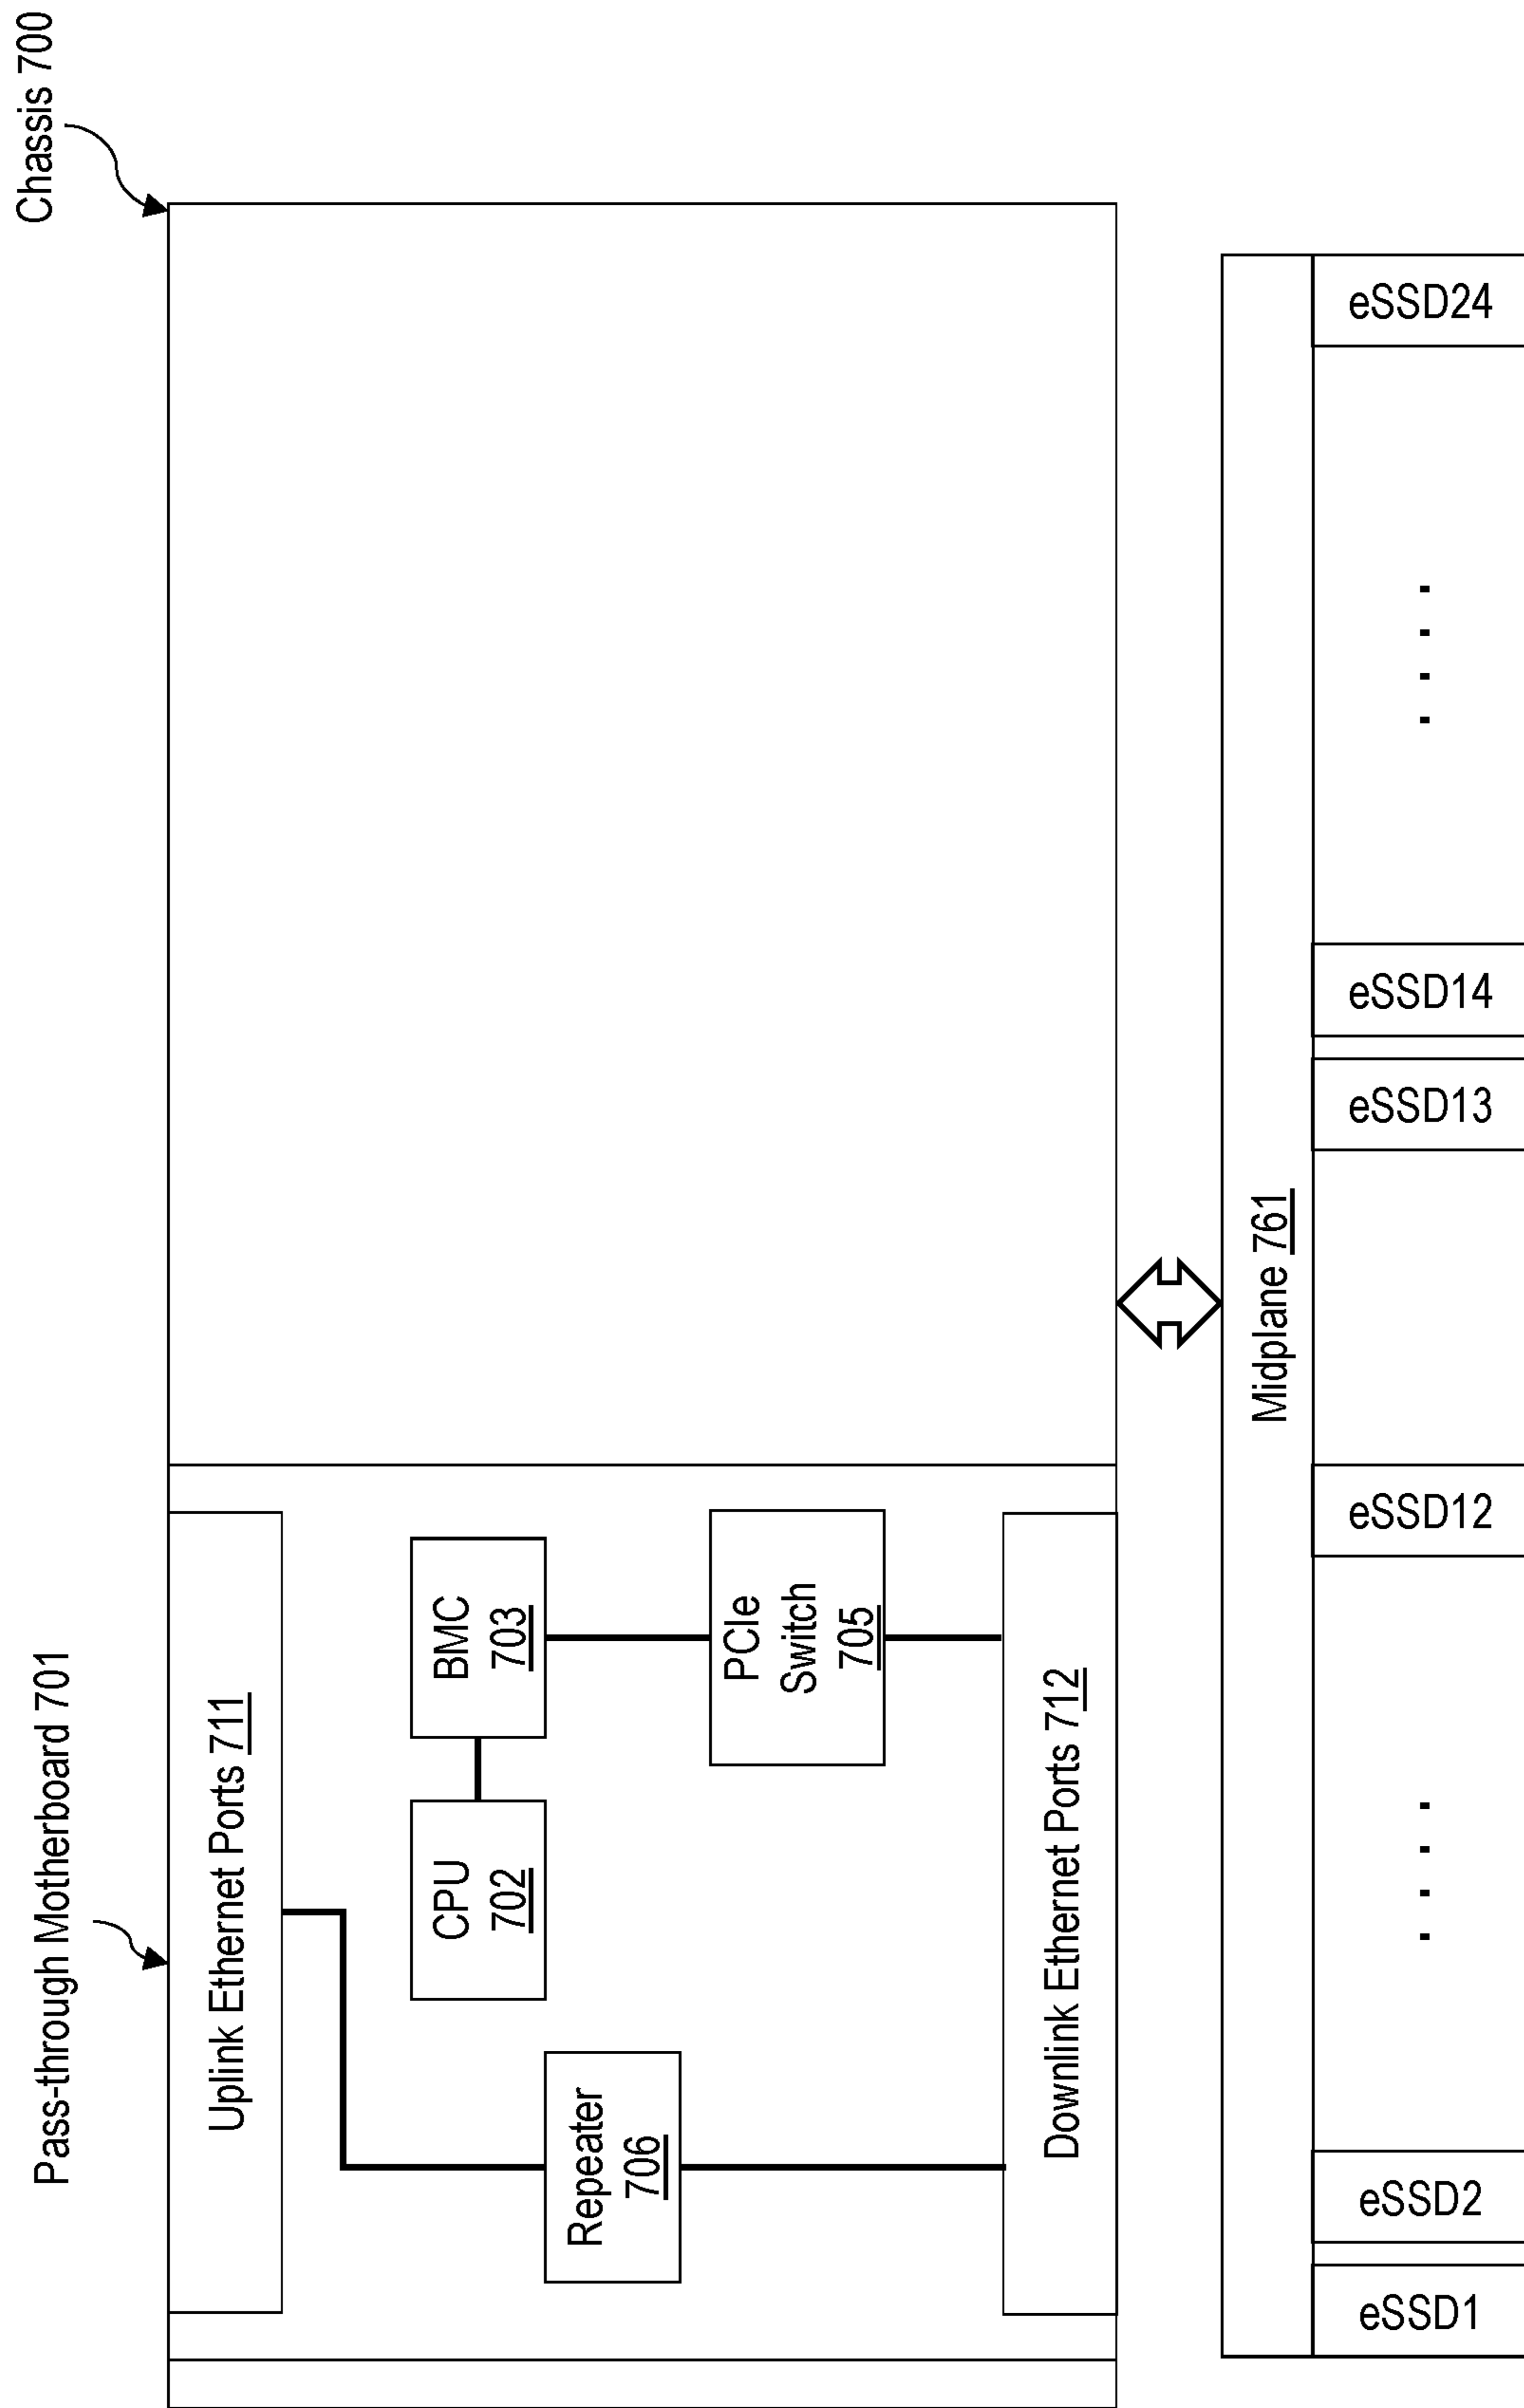 Chassis 700
Pass-through Motherboard 701
Uplink Ethernet Ports 711
CPU
702
BMC
703
Repeater
706
PCIe
Switch
705
Downlink Ethernet Ports 712
Midplane 761
eSSD1
eSSD2
. . . .
eSSD12
eSSD13
eSSD14
. . . .
eSSD24